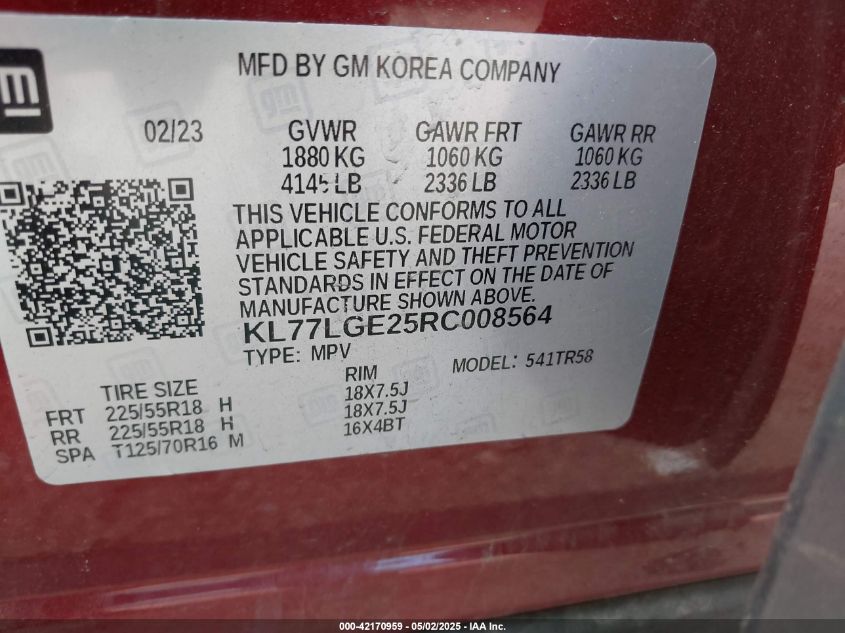 gm
MFD BY GM KOREA COMPANY
02/23 GVWR GAWR FRT GAWR RR
1880 KG 1060 KG 1060 KG
4145 LB 2336 LB 2336 LB
THIS VEHICLE CONFORMS TO ALL
APPLICABLE U.S. FEDERAL MOTOR
VEHICLE SAFETY AND THEFT PREVENTION
STANDARDS IN EFFECT ON THE DATE OF
MANUFACTURE SHOWN ABOVE.
KL77LGE25RC008564
TYPE: MPV MODEL: 541TR58
TIRE SIZE RIM
FRT 225/55R18 H 18X7.5J
RR 225/55R18 H 18X7.5J
SPA T125/70R16 M 16X4BT
000-42170959 - 05/02/2025 - IAA Inc.